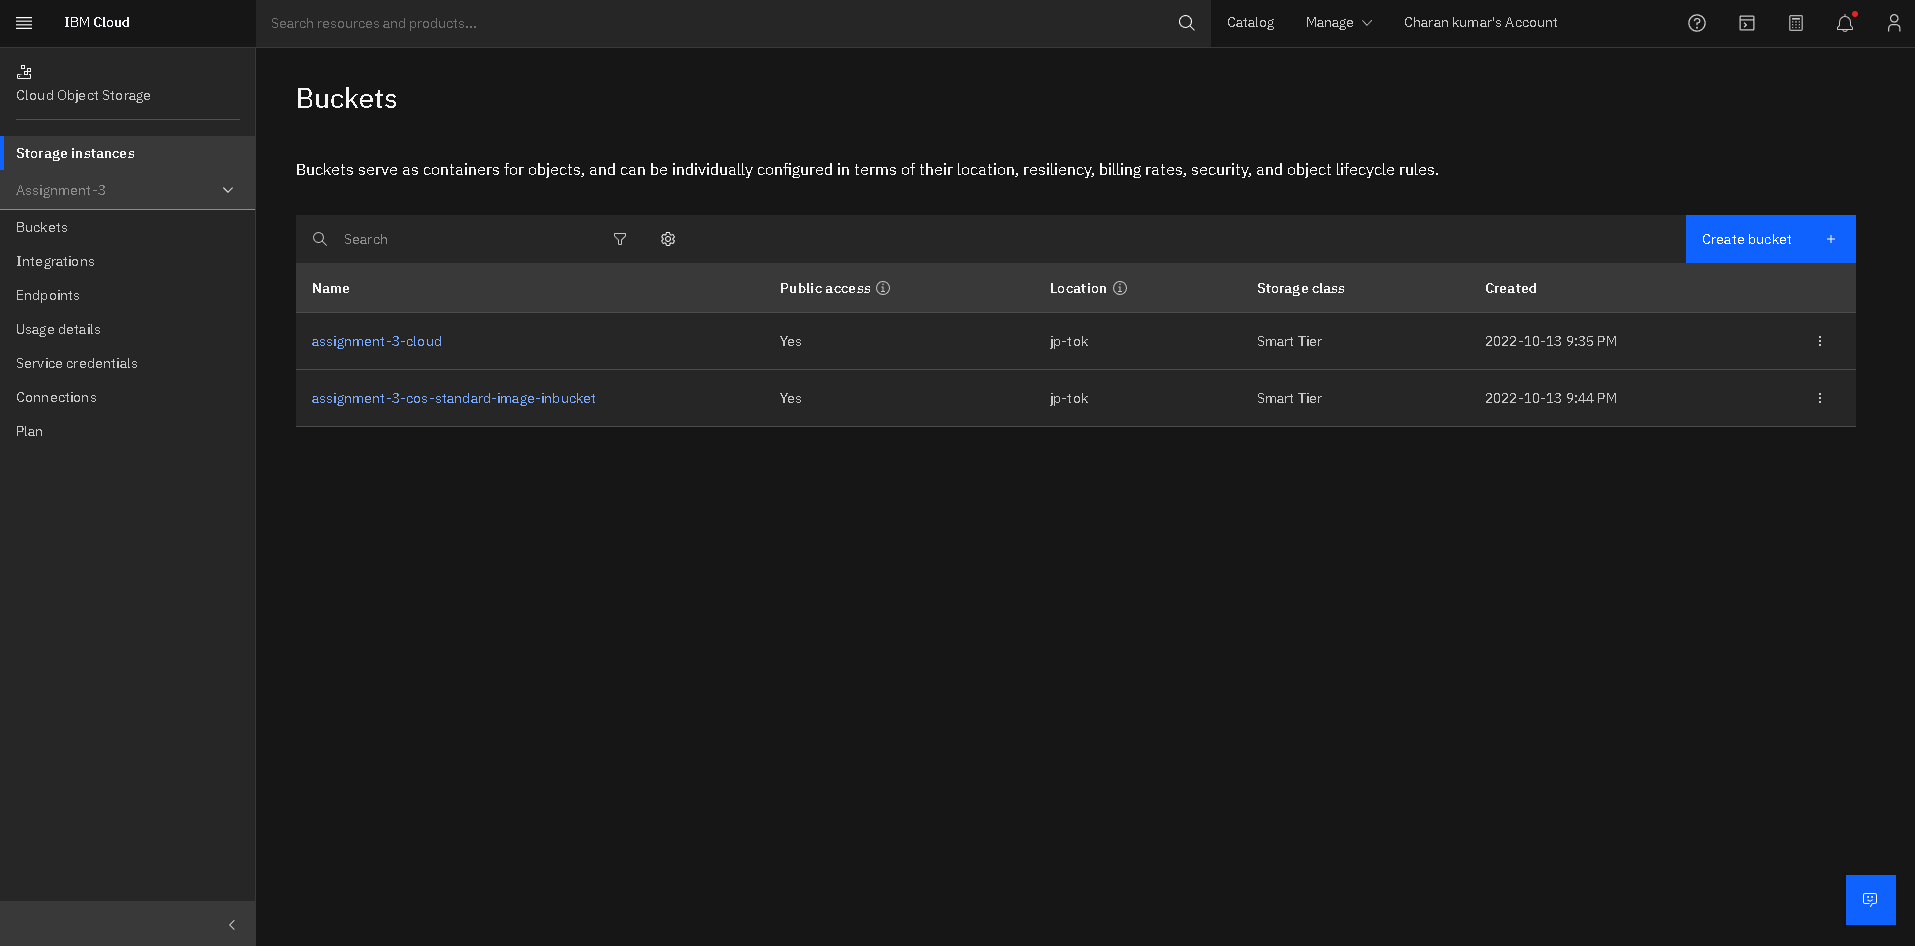 IBM Cloud
Search resources and products...
Catalog
Manage
Charan kumar's Account
Cloud Object Storage
Storage instances
Assignment-3
Buckets
Integrations
Endpoints
Usage details
Service credentials
Connections
Plan
Buckets
Buckets serve as containers for objects, and can be individually configured in terms of their location, resiliency, billing rates, security, and object lifecycle rules.
Search
Create bucket +
Name Public access Location Storage class Created
assignment-3-cloud Yes jp-tok Smart Tier 2022-10-13 9:35 PM
assignment-3-cos-standard-image-inbucket Yes jp-tok Smart Tier 2022-10-13 9:44 PM